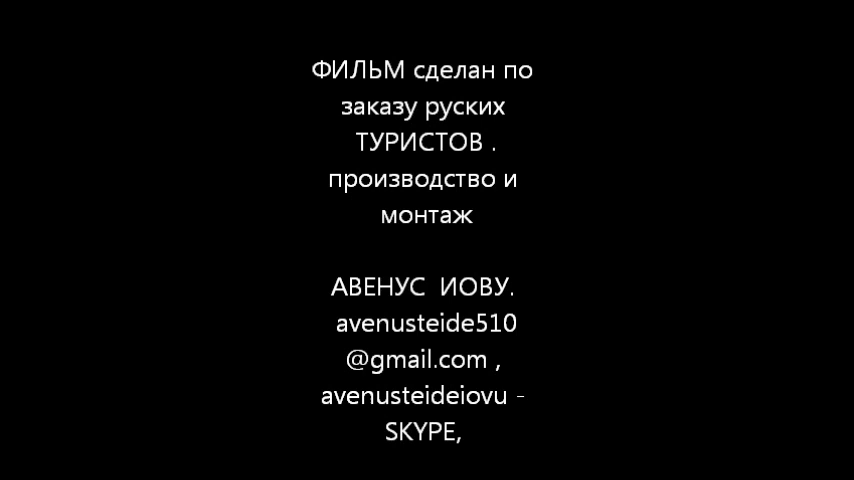 ФИЛЬМ сделан по
заказу руских
ТУРИСТОВ .
производство и
монтаж
АВЕНУС  ИОВУ.
avenusteide510
@gmail.com ,
avenusteideiovu -
SKYPE,